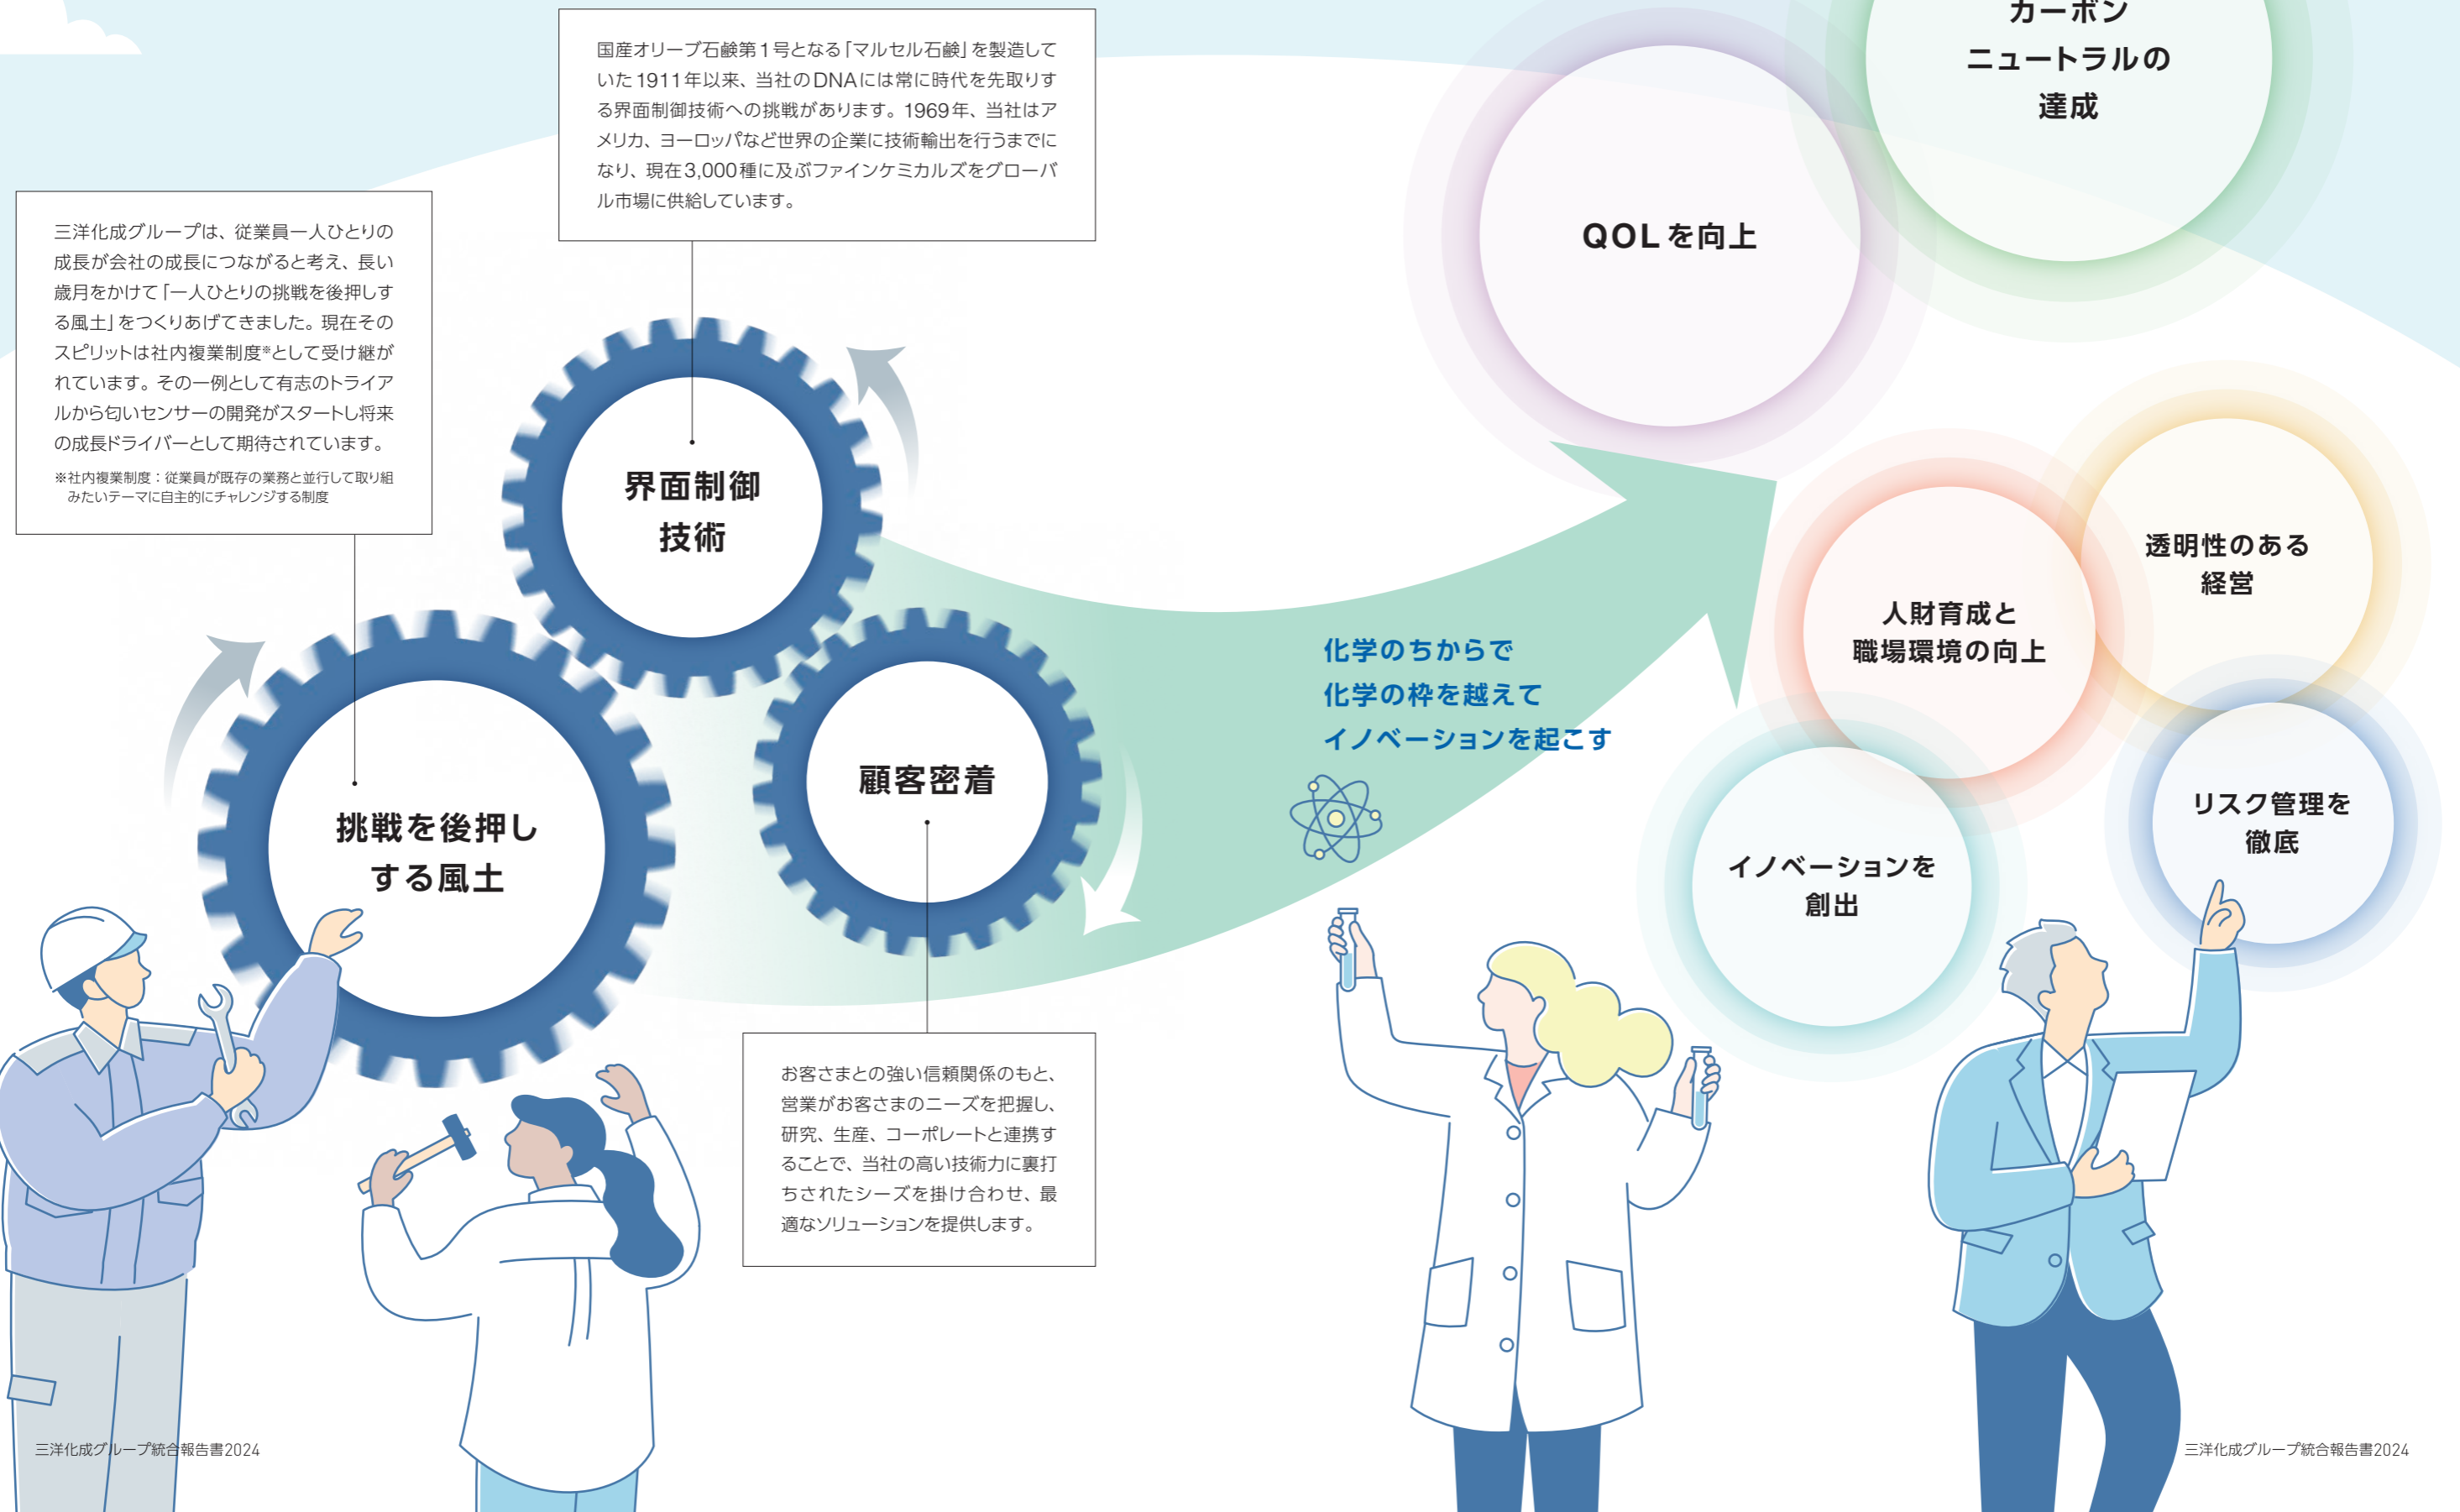 国産オリーブ石鹸第1号となる「マルセル石鹸」を製造して
いた1911年以来、当社のDNAには常に時代を先取りす
る界面制御技術への挑戦があります。1969年、当社はア
メリカ、ヨーロッパなど世界の企業に技術輸出を行うまでに
なり、現在3,000種に及ぶファインケミカルズをグローバ
ル市場に供給しています。
三洋化成グループは、従業員一人ひとりの
成長が会社の成長につながると考え、長い
歳月をかけて「一人ひとりの挑戦を後押しす
る風土」をつくりあげてきました。現在その
スピリットは社内複業制度※として受け継が
れています。その一例として有志のトライア
ルから匂いセンサーの開発がスタートし将来
の成長ドライバーとして期待されています。
※社内複業制度：従業員が既存の業務と並行して取り組
みたいテーマに自主的にチャレンジする制度
界面制御
技術
挑戦を後押し
する風土
顧客密着
お客さまとの強い信頼関係のもと、
営業がお客さまのニーズを把握し、
研究、生産、コーポレートと連携す
ることで、当社の高い技術力に裏打
ちされたシーズを掛け合わせ、最
適なソリューションを提供します。
化学のちからで
化学の枠を越えて
イノベーションを起こす
カーボン
ニュートラルの
達成
QOLを向上
透明性のある
経営
人財育成と
職場環境の向上
リスク管理を
徹底
イノベーションを
創出
三洋化成グループ統合報告書2024
三洋化成グループ統合報告書2024